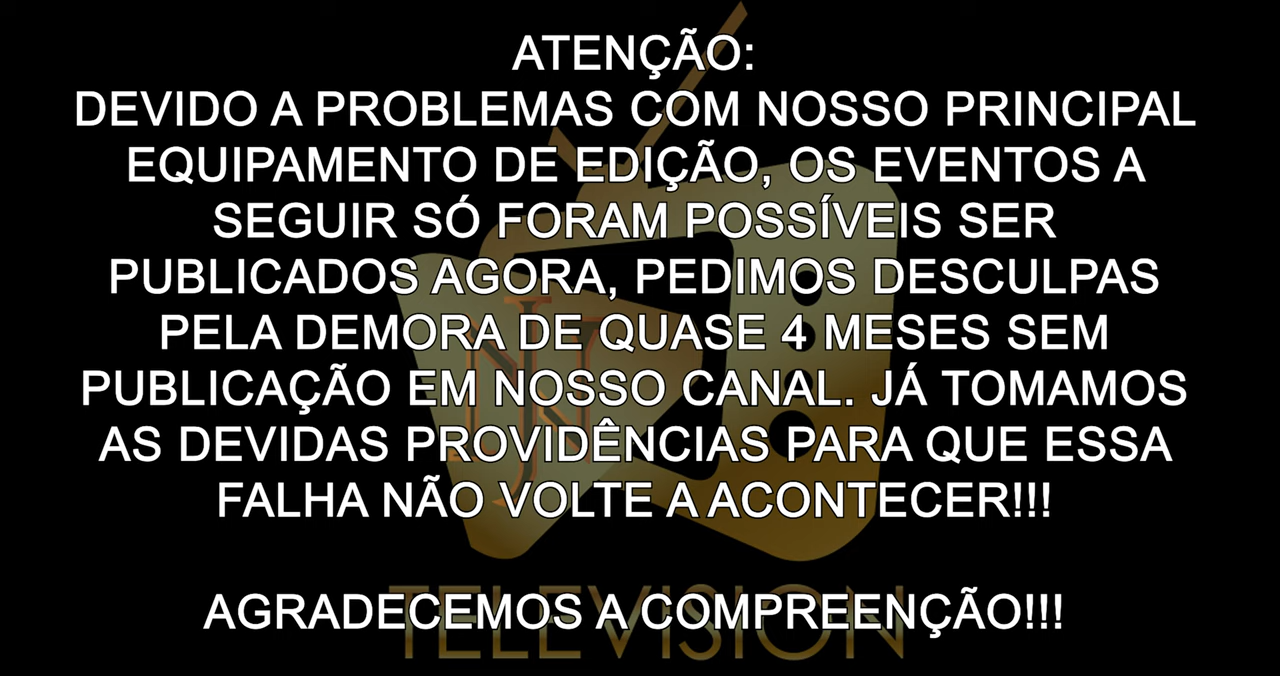 ATENÇÃO:
DEVIDO A PROBLEMAS COM NOSSO PRINCIPAL
EQUIPAMENTO DE EDIÇÃO, OS EVENTOS A
SEGUIR SÓ FORAM POSSÍVEIS SER
PUBLICADOS AGORA, PEDIMOS DESCULPAS
PELA DEMORA DE QUASE 4 MESES SEM
PUBLICAÇÃO EM NOSSO CANAL. JÁ TOMAMOS
AS DEVIDAS PROVIDÊNCIAS PARA QUE ESSA
FALHA NÃO VOLTE A ACONTECER!!!
AGRADECEMOS A COMPREENÇÃO!!!
TELEVISION